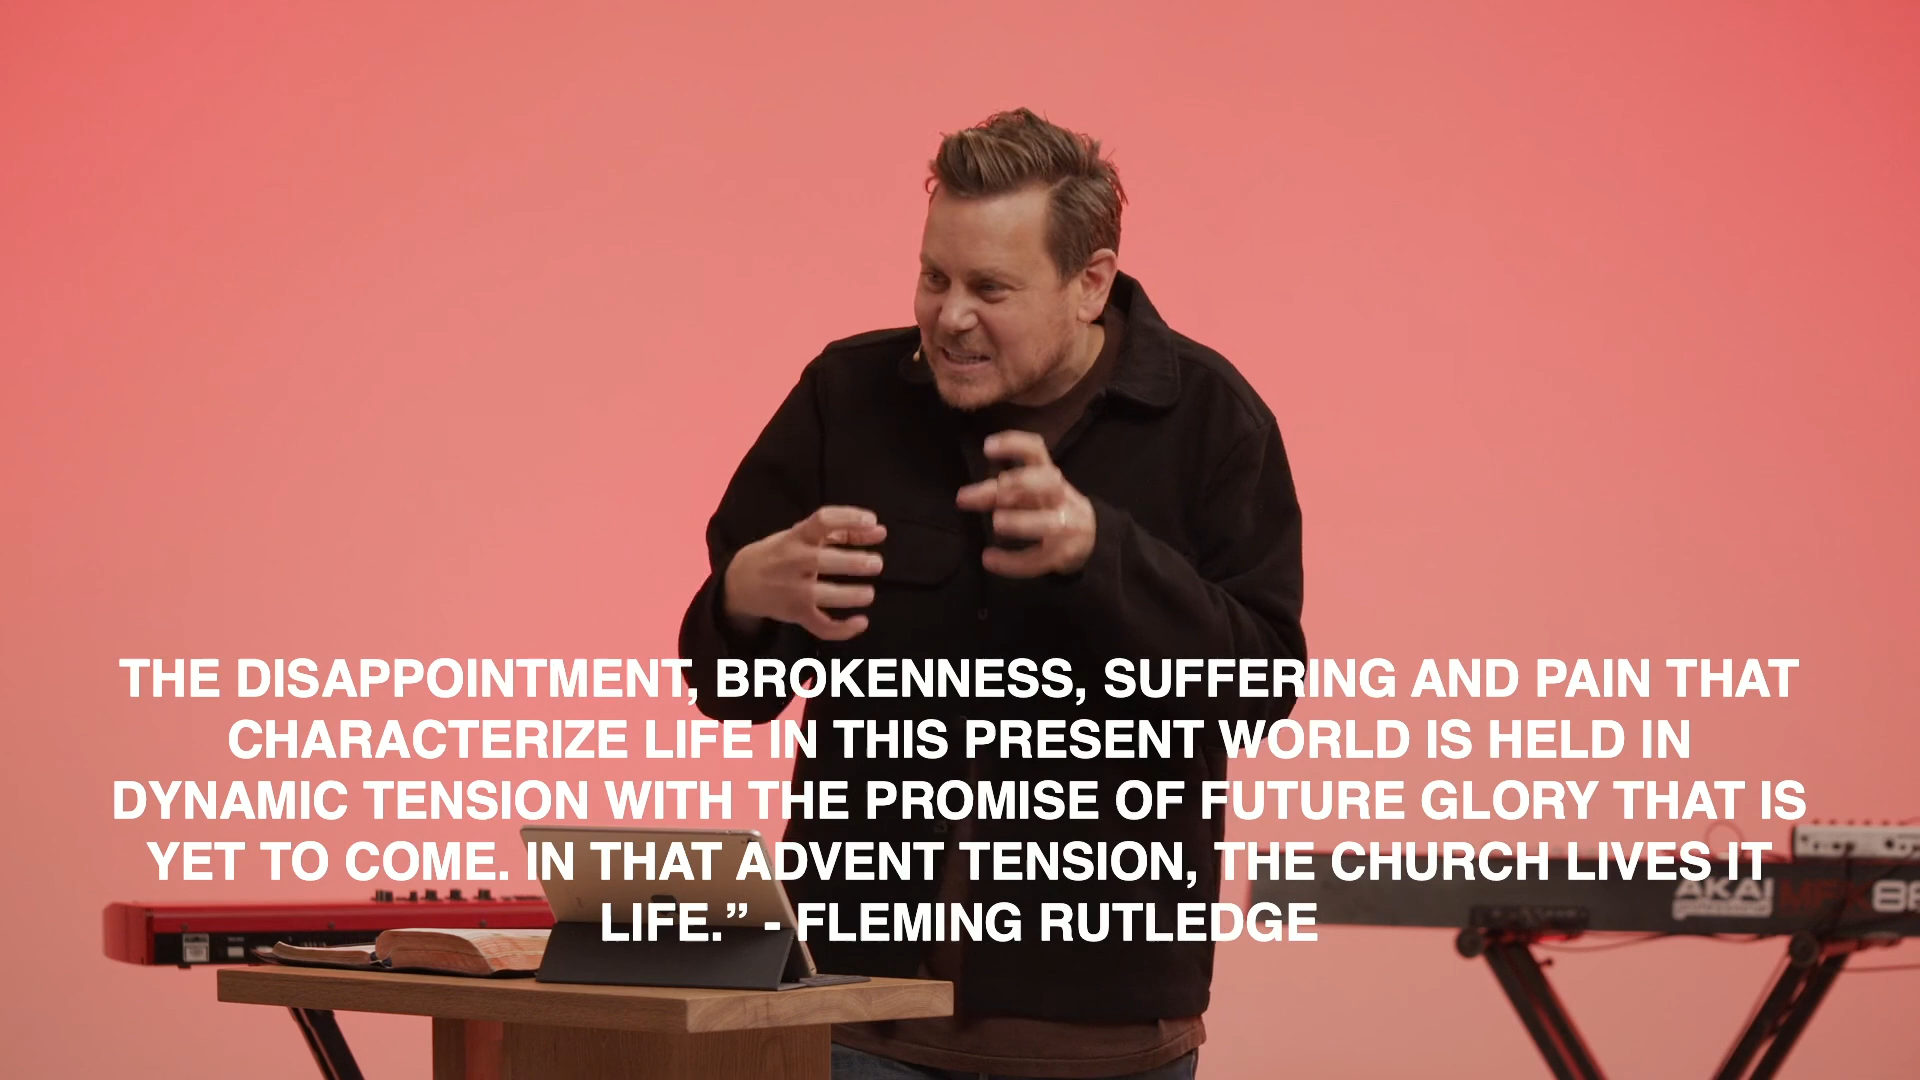 THE DISAPPOINTMENT, BROKENNESS, SUFFERING AND PAIN THAT
CHARACTERIZE LIFE IN THIS PRESENT WORLD IS HELD IN
DYNAMIC TENSION WITH THE PROMISE OF FUTURE GLORY THAT IS
YET TO COME. IN THAT ADVENT TENSION, THE CHURCH LIVES IT
LIFE.” - FLEMING RUTLEDGE
AKAI MPK88